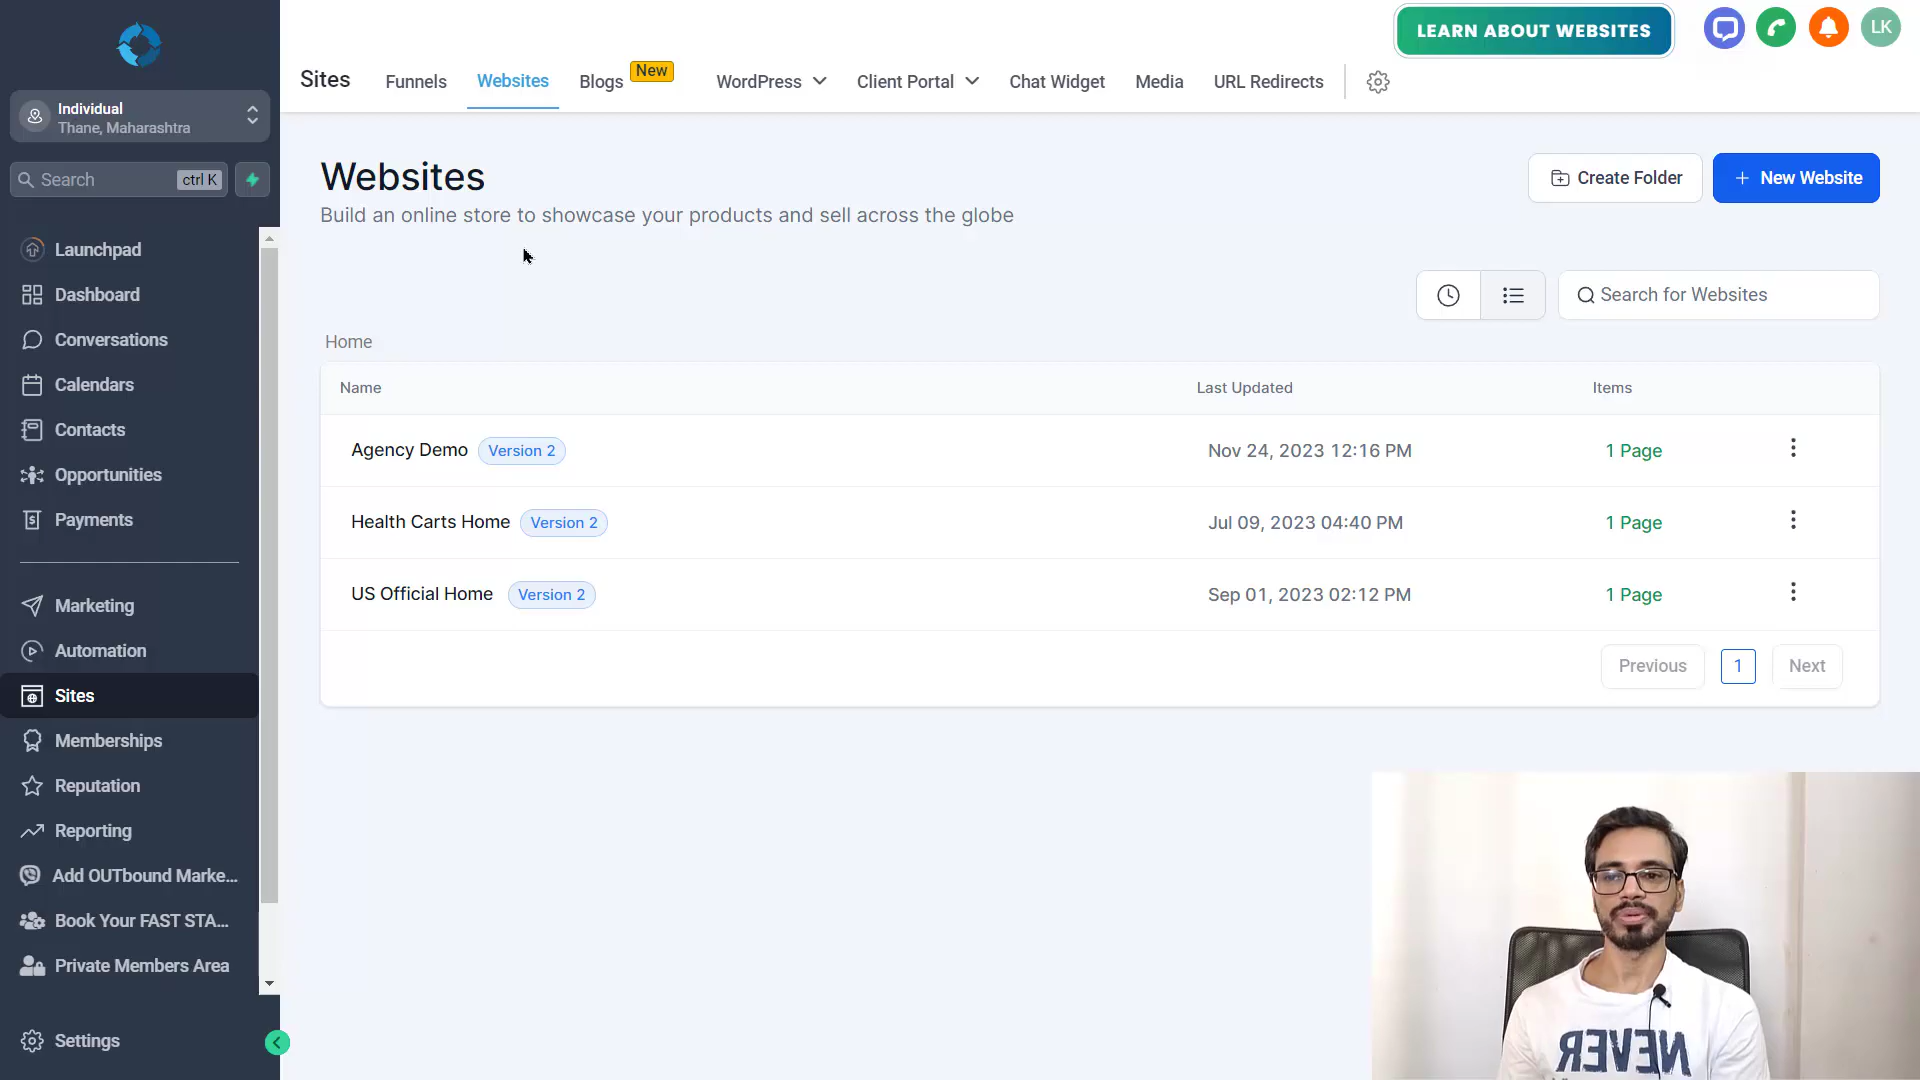 LEARN ABOUT WEBSITES
LK
Individual
Thane, Maharashtra
Search
ctrl K
Launchpad
Dashboard
Conversations
Calendars
Contacts
Opportunities
Payments
Marketing
Automation
Sites
Memberships
Reputation
Reporting
Add OUTbound Marke...
Book Your FAST STA...
Private Members Area
Settings
Sites
Funnels
Websites
Blogs
New
WordPress
Client Portal
Chat Widget
Media
URL Redirects
Websites
Build an online store to showcase your products and sell across the globe
Create Folder
New Website
Search for Websites
Home
Name Last Updated Items
Agency Demo Version 2 Nov 24, 2023 12:16 PM 1 Page
Health Carts Home Version 2 Jul 09, 2023 04:40 PM 1 Page
US Official Home Version 2 Sep 01, 2023 02:12 PM 1 Page
Previous 1 Next
NEVER